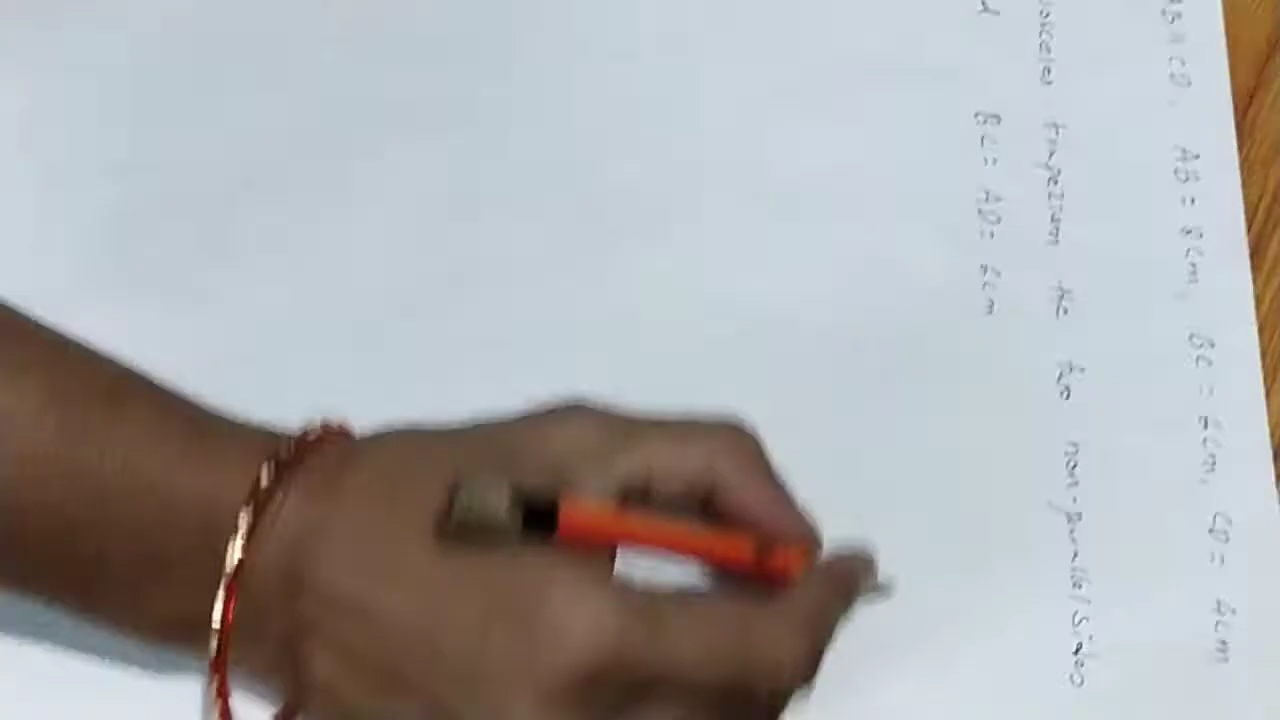 AB ∥ CD, AB = 8cm, BC = 6cm, CD = 4cm
isosceles trapezium the two non-parallel sides
BC = AD = 6cm